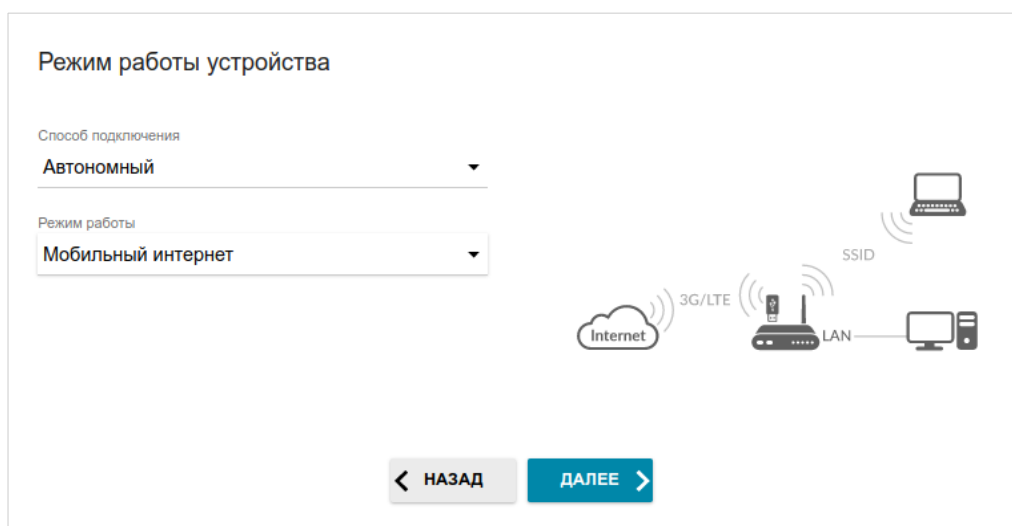 Режим работы устройства
Способ подключения
Автономный
Режим работы
Мобильный интернет
SSID
3G/LTE
Internet
LAN
НАЗАД
ДАЛЕЕ